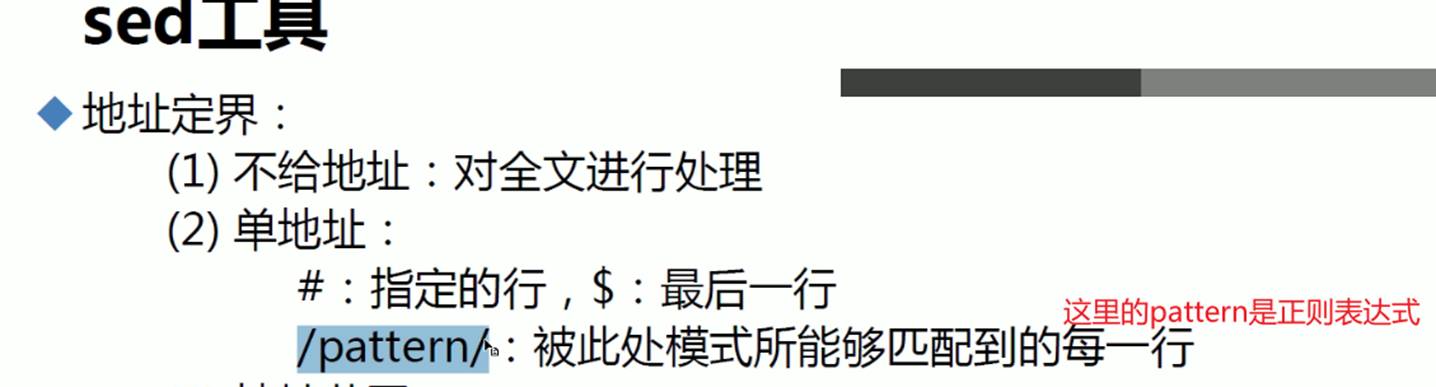 sed工具
地址定界：
(1) 不给地址：对全文进行处理
(2) 单地址：
#：指定的行，$：最后一行
这里的pattern是正则表达式
/pattern/：被此处模式所能够匹配到的每一行